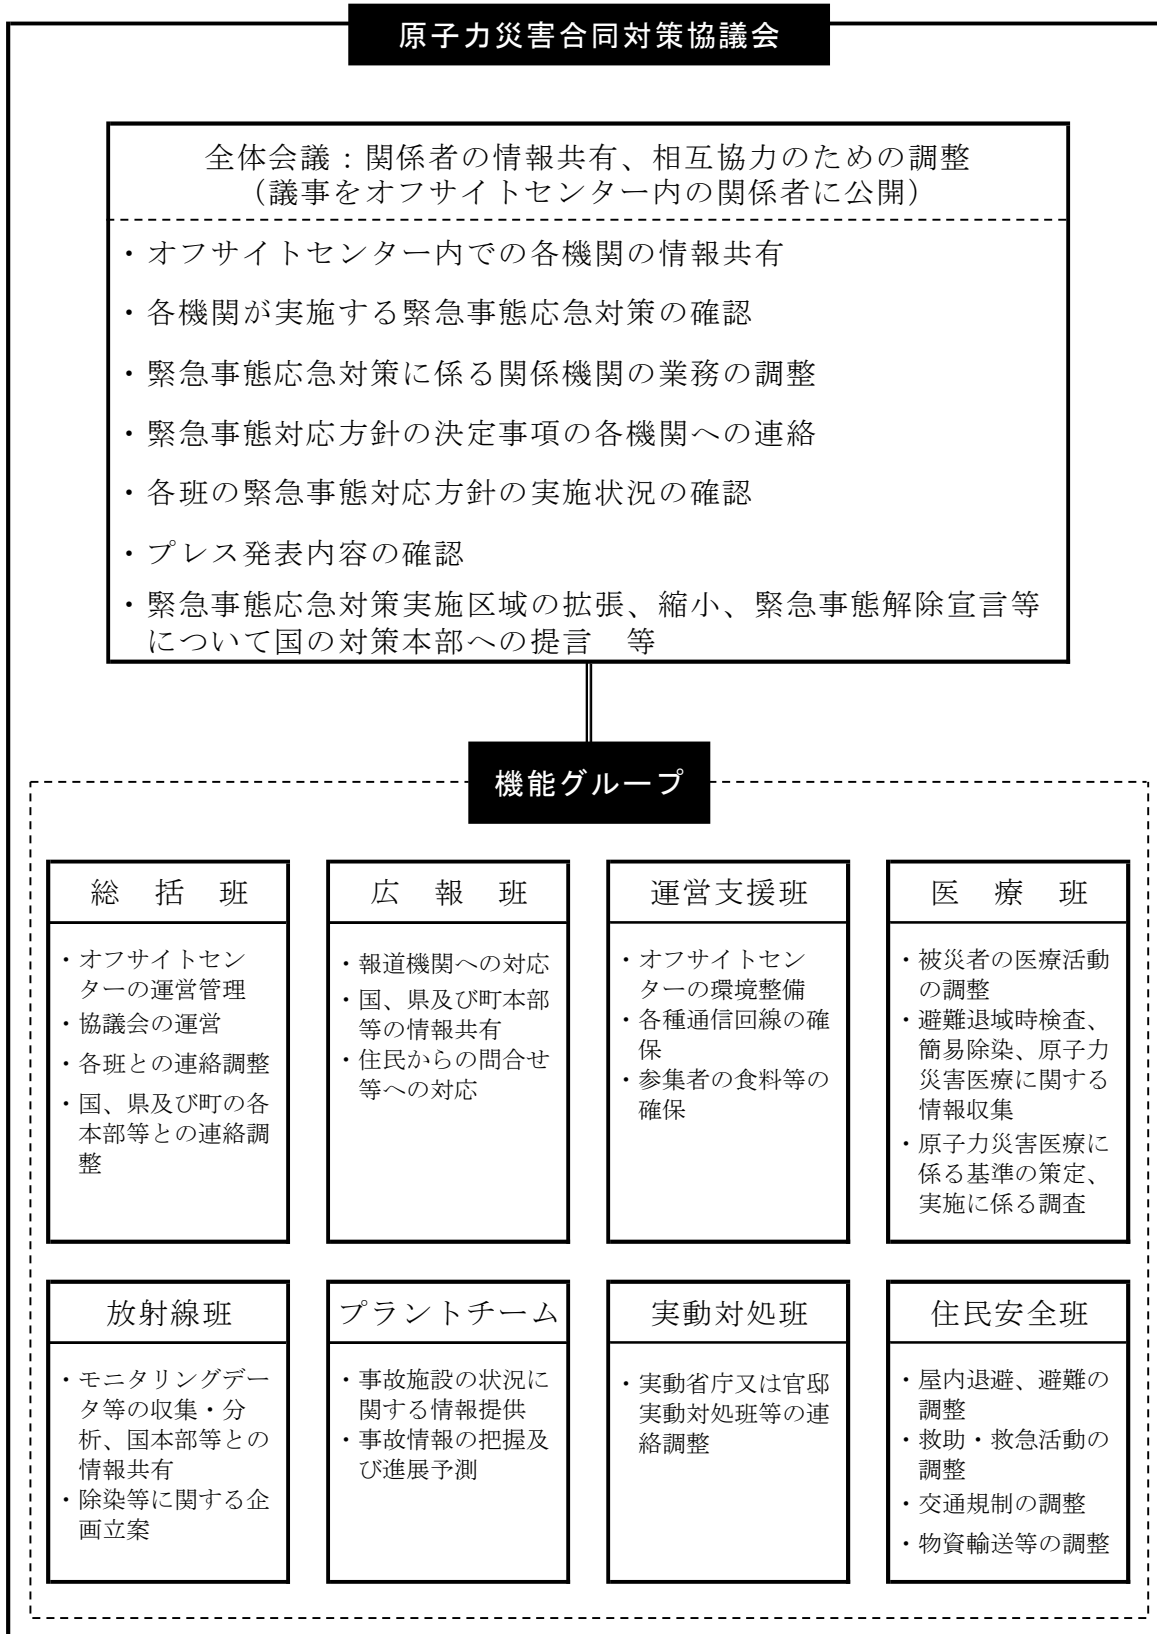 原子力災害合同対策協議会
全体会議：関係者の情報共有、相互協力のための調整
（議事をオフサイトセンター内の関係者に公開）
・オフサイトセンター内での各機関の情報共有
・各機関が実施する緊急事態応急対策の確認
・緊急事態応急対策に係る関係機関の業務の調整
・緊急事態対応方針の決定事項の各機関への連絡
・各班の緊急事態対応方針の実施状況の確認
・プレス発表内容の確認
・緊急事態応急対策実施区域の拡張、縮小、緊急事態解除宣言等
について国の対策本部への提言　等
機能グループ
総　括　班
・オフサイトセン
ターの運営管理
・協議会の運営
・各班との連絡調整
・国、県及び町の各
本部等との連絡調
整
広　報　班
・報道機関への対応
・国、県及び町本部
等の情報共有
・住民からの問合せ
等への対応
運営支援班
・オフサイトセン
ターの環境整備
・各種通信回線の確
保
・参集者の食料等の
確保
医　療　班
・被災者の医療活動
の調整
・避難退域時検査、
簡易除染、原子力
災害医療に関する
情報収集
・原子力災害医療に
係る基準の策定、
実施に係る調査
放射線班
・モニタリングデー
タ等の収集・分
析、国本部等との
情報共有
・除染等に関する企
画立案
プラントチーム
・事故施設の状況に
関する情報提供
・事故情報の把握及
び進展予測
実動対処班
・実動省庁又は官邸
実動対処班等の連
絡調整
住民安全班
・屋内退避、避難の
調整
・救助・救急活動の
調整
・交通規制の調整
・物資輸送等の調整